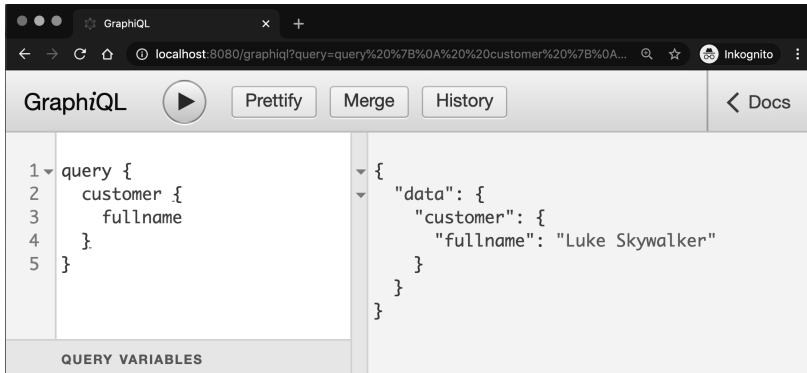 GraphiQL
localhost:8080/graphiql?query=query%20%7B%0A%20%20customer%20%7B%0A... Inkognito
GraphiQL Prettify Merge History Docs
1 query {
2 customer {
3 fullname
4 }
5 }
{
"data": {
"customer": {
"fullname": "Luke Skywalker"
}
}
}
QUERY VARIABLES